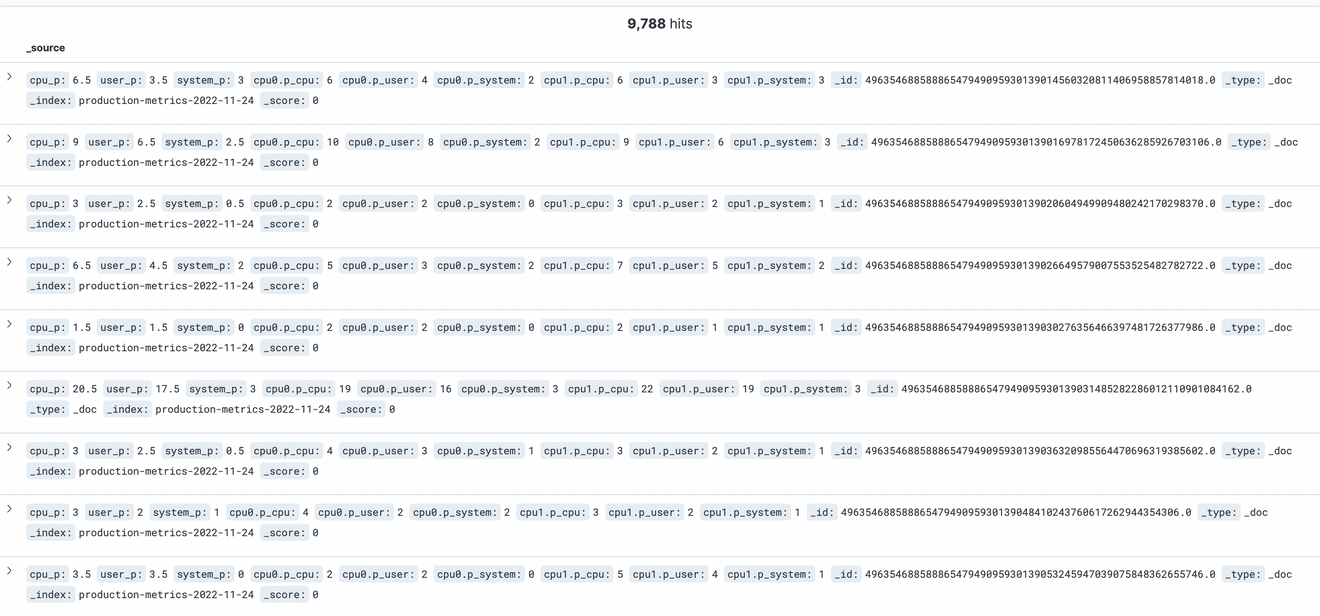 9,788 hits
_source
cpu_p: 6.5 user_p: 3.5 system_p: 3 cpu0.p_cpu: 6 cpu0.p_user: 4 cpu0.p_system: 2 cpu1.p_cpu: 6 cpu1.p_user: 3 cpu1.p_system: 3 _id: 49635468858886547949095930139014560320811406958857814018.0 _type: _doc
_index: production-metrics-2022-11-24 _score: 0
cpu_p: 9 user_p: 6.5 system_p: 2.5 cpu0.p_cpu: 10 cpu0.p_user: 8 cpu0.p_system: 2 cpu1.p_cpu: 9 cpu1.p_user: 6 cpu1.p_system: 3 _id: 49635468858886547949095930139016978172450636285926703106.0 _type: _doc
_index: production-metrics-2022-11-24 _score: 0
cpu_p: 3 user_p: 2.5 system_p: 0.5 cpu0.p_cpu: 2 cpu0.p_user: 2 cpu0.p_system: 0 cpu1.p_cpu: 3 cpu1.p_user: 2 cpu1.p_system: 1 _id: 49635468858886547949095930139020604949909480242170298370.0 _type: _doc
_index: production-metrics-2022-11-24 _score: 0
cpu_p: 6.5 user_p: 4.5 system_p: 2 cpu0.p_cpu: 5 cpu0.p_user: 3 cpu0.p_system: 2 cpu1.p_cpu: 7 cpu1.p_user: 5 cpu1.p_system: 2 _id: 49635468858886547949095930139026649579007553525482782722.0 _type: _doc
_index: production-metrics-2022-11-24 _score: 0
cpu_p: 1.5 user_p: 1.5 system_p: 0 cpu0.p_cpu: 2 cpu0.p_user: 2 cpu0.p_system: 0 cpu1.p_cpu: 2 cpu1.p_user: 1 cpu1.p_system: 1 _id: 49635468858886547949095930139030276356466397481726377986.0 _type: _doc
_index: production-metrics-2022-11-24 _score: 0
cpu_p: 20.5 user_p: 17.5 system_p: 3 cpu0.p_cpu: 19 cpu0.p_user: 16 cpu0.p_system: 3 cpu1.p_cpu: 22 cpu1.p_user: 19 cpu1.p_system: 3 _id: 49635468858886547949095930139031485282286012110901084162.0
_type: _doc _index: production-metrics-2022-11-24 _score: 0
cpu_p: 3 user_p: 2.5 system_p: 0.5 cpu0.p_cpu: 4 cpu0.p_user: 3 cpu0.p_system: 1 cpu1.p_cpu: 3 cpu1.p_user: 2 cpu1.p_system: 1 _id: 49635468858886547949095930139036320985564470696319385602.0 _type: _doc
_index: production-metrics-2022-11-24 _score: 0
cpu_p: 3 user_p: 2 system_p: 1 cpu0.p_cpu: 4 cpu0.p_user: 2 cpu0.p_system: 2 cpu1.p_cpu: 3 cpu1.p_user: 2 cpu1.p_system: 1 _id: 49635468858886547949095930139048410243760617262944354306.0 _type: _doc
_index: production-metrics-2022-11-24 _score: 0
cpu_p: 3.5 user_p: 3.5 system_p: 0 cpu0.p_cpu: 2 cpu0.p_user: 2 cpu0.p_system: 0 cpu1.p_cpu: 5 cpu1.p_user: 4 cpu1.p_system: 1 _id: 49635468858886547949095930139053245947039075848362655746.0 _type: _doc
_index: production-metrics-2022-11-24 _score: 0